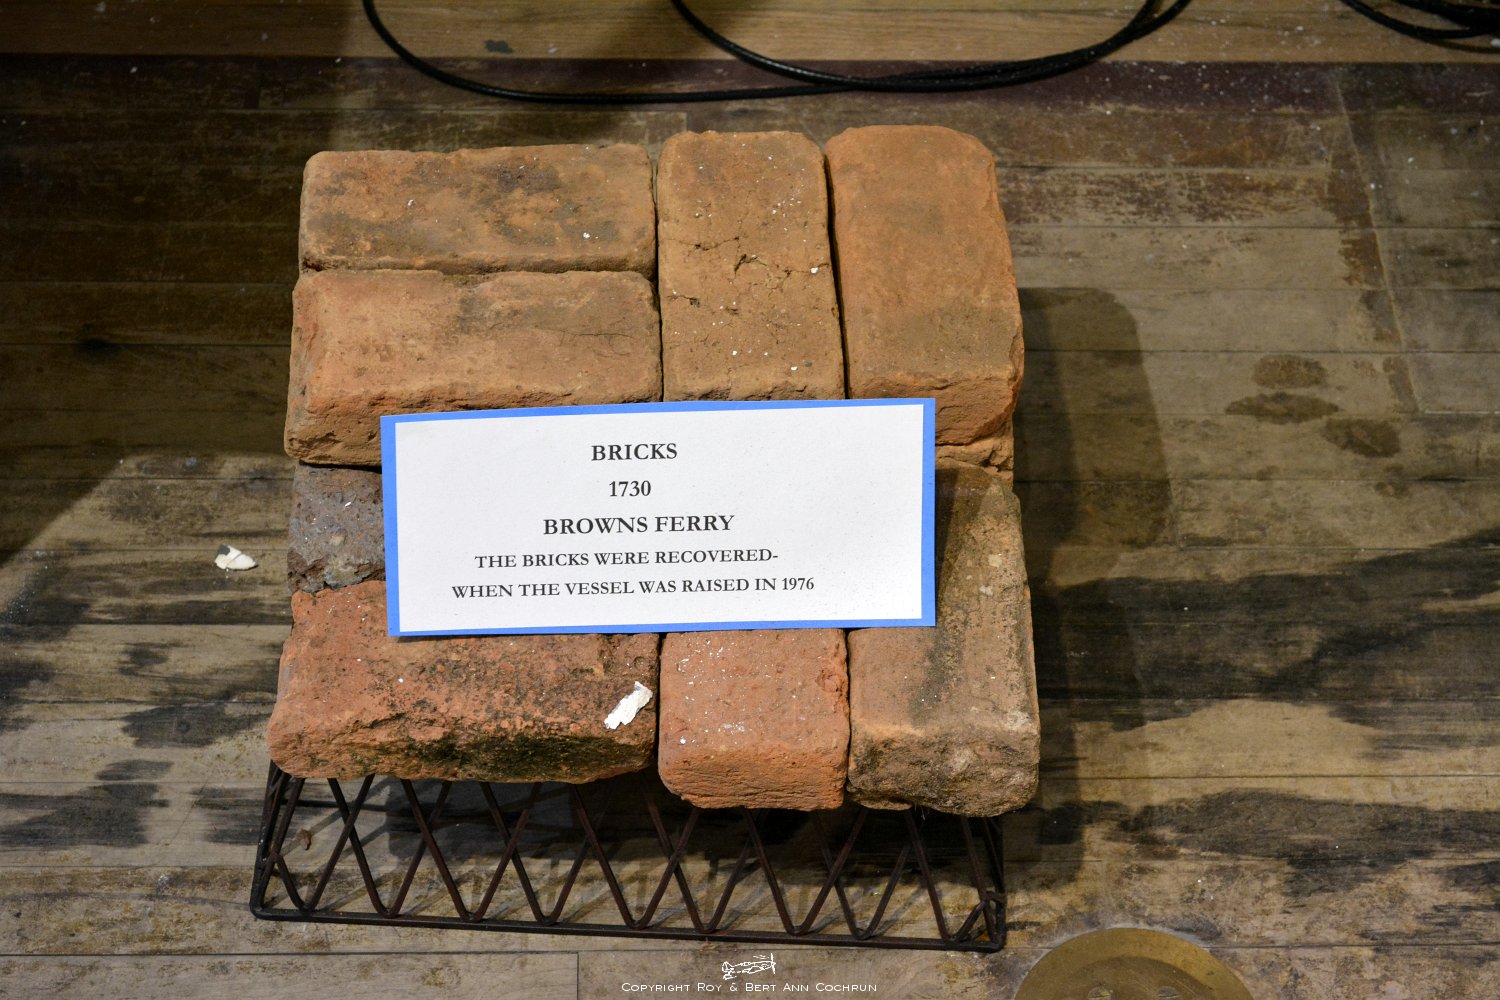 BRICKS
1730
BROWNS FERRY
THE BRICKS WERE RECOVERED-
WHEN THE VESSEL WAS RAISED IN 1976
COPYRIGHT ROY & BERT ANN COCHRUN